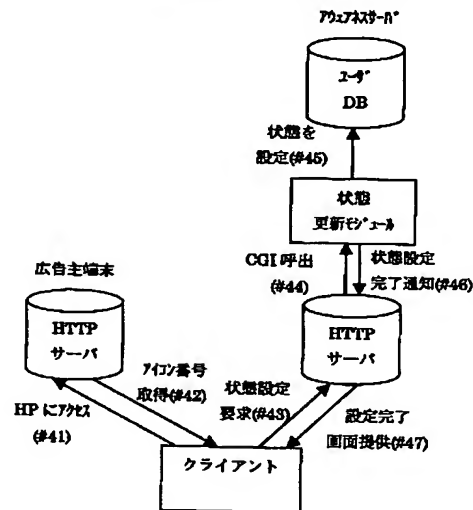 アウェアネスサーバ
ユーザ
DB
状態を
設定(#45)
状態
更新モジュール
CGI 呼出
(#44)
状態設定
完了通知(#46)
広告主端末
HTTP
サーバ
HTTP
サーバ
アイコン番号
取得(#42)
HP にアクセス
(#41)
状態設定
要求(#43)
設定完了
画面提供(#47)
クライアント